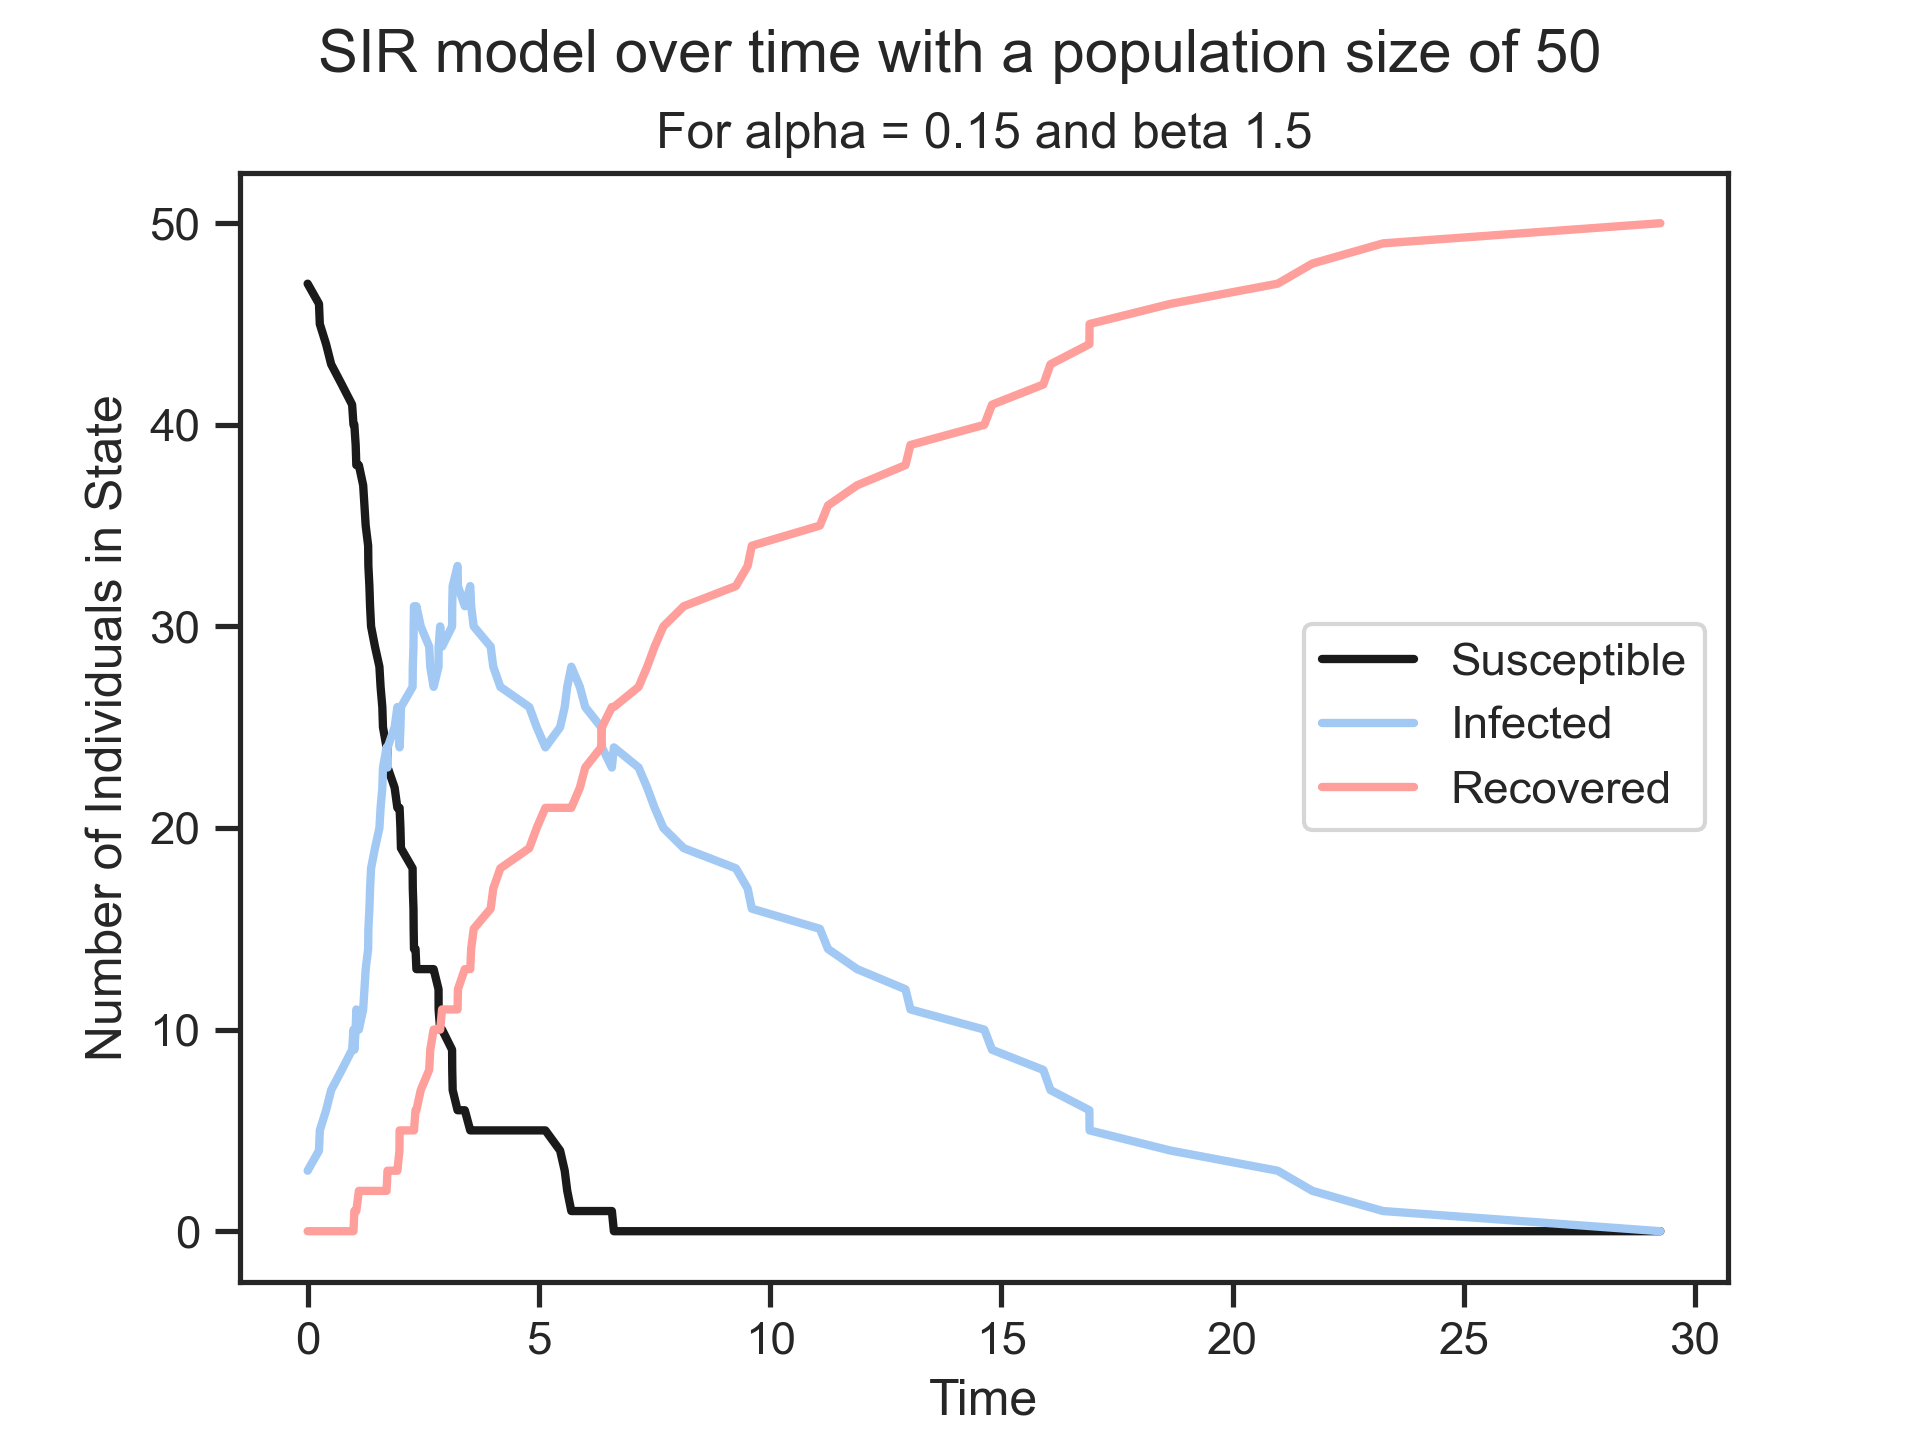 SIR model over time with a population size of 50
For alpha = 0.15 and beta 1.5
Number of Individuals in State
50
40
30
20
10
0
Susceptible
Infected
Recovered
0 5 10 15 20 25 30
Time